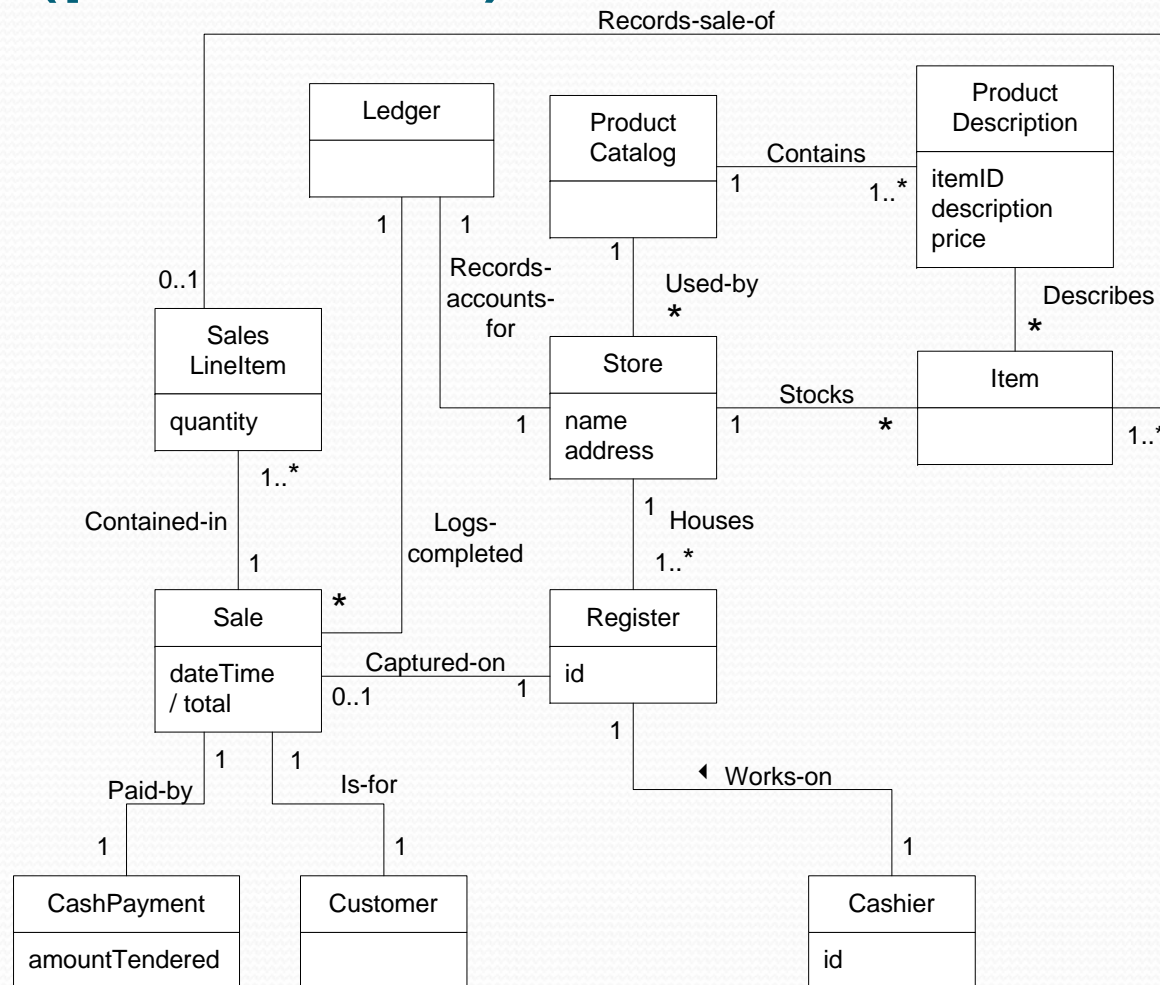 Records-sale-of
Ledger
Product
Catalog
Product
Description
itemID
description
price
Contains
1
1..*
1
1
Records-
accounts-
for
1
Used-by
*
Describes
*
0..1
Sales
LineItem
quantity
Store
name
address
1
1
Stocks
*
Item
1..*
1..*
Contained-in
1
Logs-
completed
*
1
Houses
1..*
Sale
dateTime
/ total
Captured-on
0..1
1
Register
id
1
1
1
Paid-by
Is-for
Works-on
1
1
1
CashPayment
amountTendered
Customer
Cashier
id